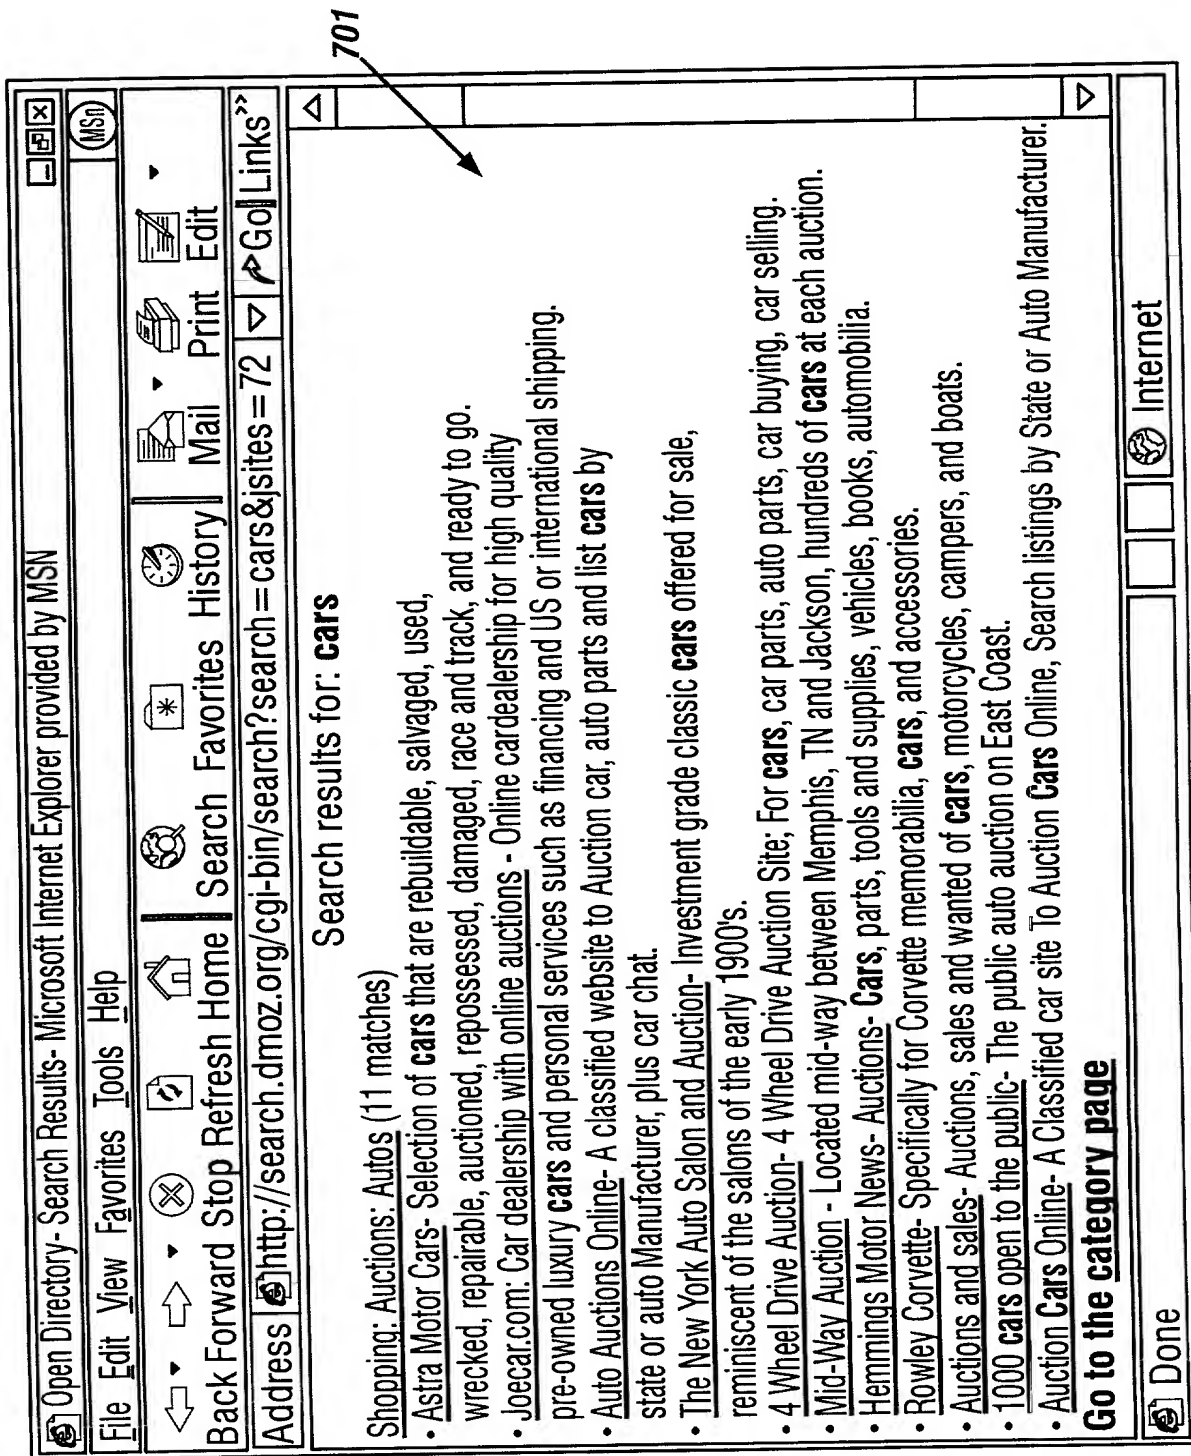 Open Directory- Search Results- Microsoft Internet Explorer provided by MSN
File Edit View Favorites Tools Help
MSn
Back Forward Stop Refresh Home Search Favorites History Mail Print Edit
Address http://search.dmoz.org/cgi-bin/search?search=cars&jsites=72 Go Links»
701
Search results for: cars
Shopping: Auctions: Autos (11 matches)
• Astra Motor Cars- Selection of cars that are rebuildable, salvaged, used,
wrecked, repairable, auctioned, repossessed, damaged, race and track, and ready to go.
• Joecar.com: Car dealership with online auctions - Online cardealership for high quality
pre-owned luxury cars and personal services such as financing and US or international shipping.
• Auto Auctions Online- A classified website to Auction car, auto parts and list cars by
state or auto Manufacturer, plus car chat.
• The New York Auto Salon and Auction- Investment grade classic cars offered for sale,
reminiscent of the salons of the early 1900's.
• 4 Wheel Drive Auction- 4 Wheel Drive Auction Site; For cars, car parts, auto parts, car buying, car selling.
• Mid-Way Auction - Located mid-way between Memphis, TN and Jackson, hundreds of cars at each auction.
• Hemmings Motor News- Auctions- Cars, parts, tools and supplies, vehicles, books, automobilia.
• Rowley Corvette- Specifically for Corvette memorabilia, cars, and accessories.
• Auctions and sales- Auctions, sales and wanted of cars, motorcycles, campers, and boats.
• 1000 cars open to the public- The public auto auction on East Coast.
• Auction Cars Online- A Classified car site To Auction Cars Online, Search listings by State or Auto Manufacturer.
Go to the category page
Done Internet